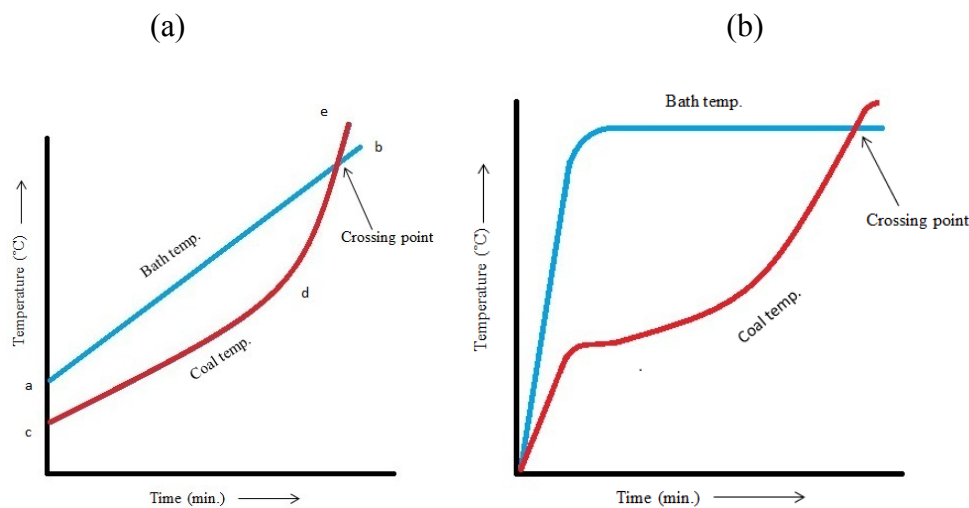 (a)
(b)
e
b
Bath temp.
Crossing point
d
Coal temp.
a
c
Temperature (°C)
Time (min.)
Bath temp.
Crossing point
Coal temp.
Temperature (°C)
Time (min.)